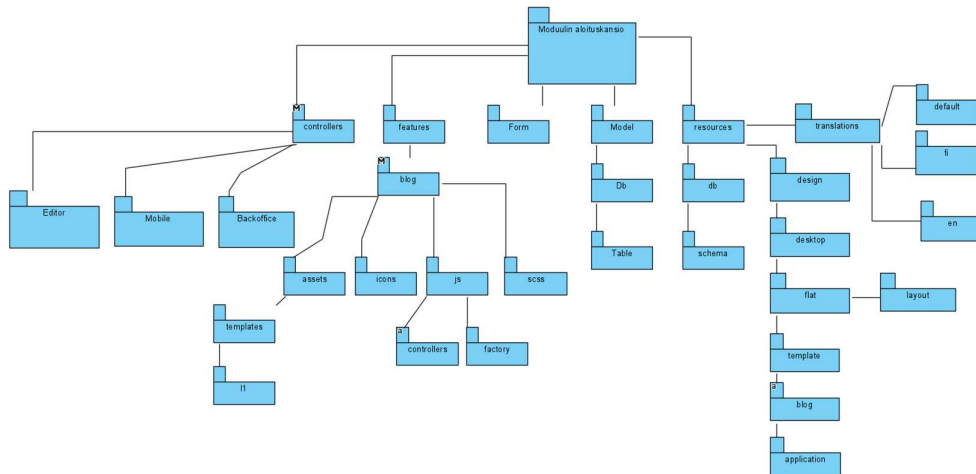 Moduulin aloituskansio
M
controllers
features
Form
Model
resources
translations
default
fi
en
M
blog
Db
db
design
Editor
Mobile
Backoffice
assets
icons
js
scss
Table
schema
desktop
templates
a
controllers
factory
flat
layout
l1
template
a
blog
application